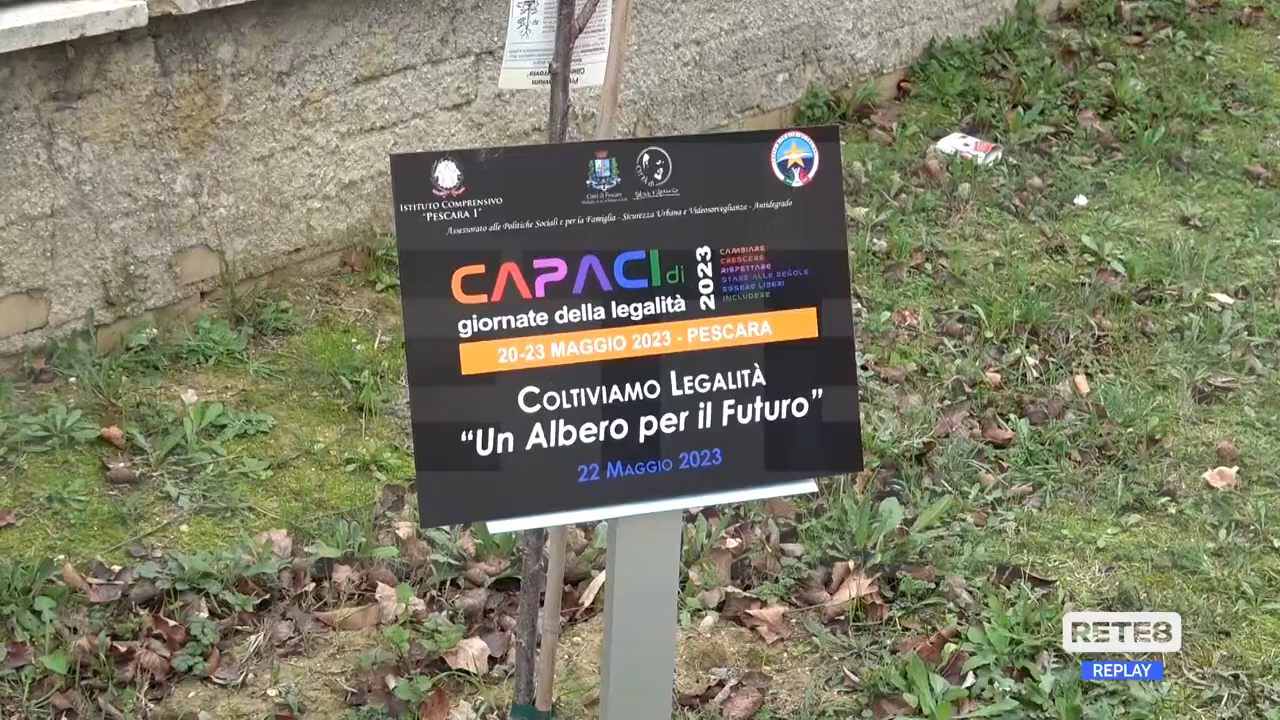 ISTITUTO COMPRENSIVO
"PESCARA 1"
Assessorato alle Politiche Sociali e per la Famiglia - Sicurezza Urbana e Videosorveglianza - Antidegrado
CAPACI di
giornate della legalità
2023
CAMBIARE
CRESCERE
RISPETTARE
STARE ALLE REGOLE
ESSERE LIBERI
INCLUDERE
20-23 MAGGIO 2023 - PESCARA
COLTIVIAMO LEGALITÀ
“UN ALBERO PER IL FUTURO”
22 MAGGIO 2023
RETE8
REPLAY